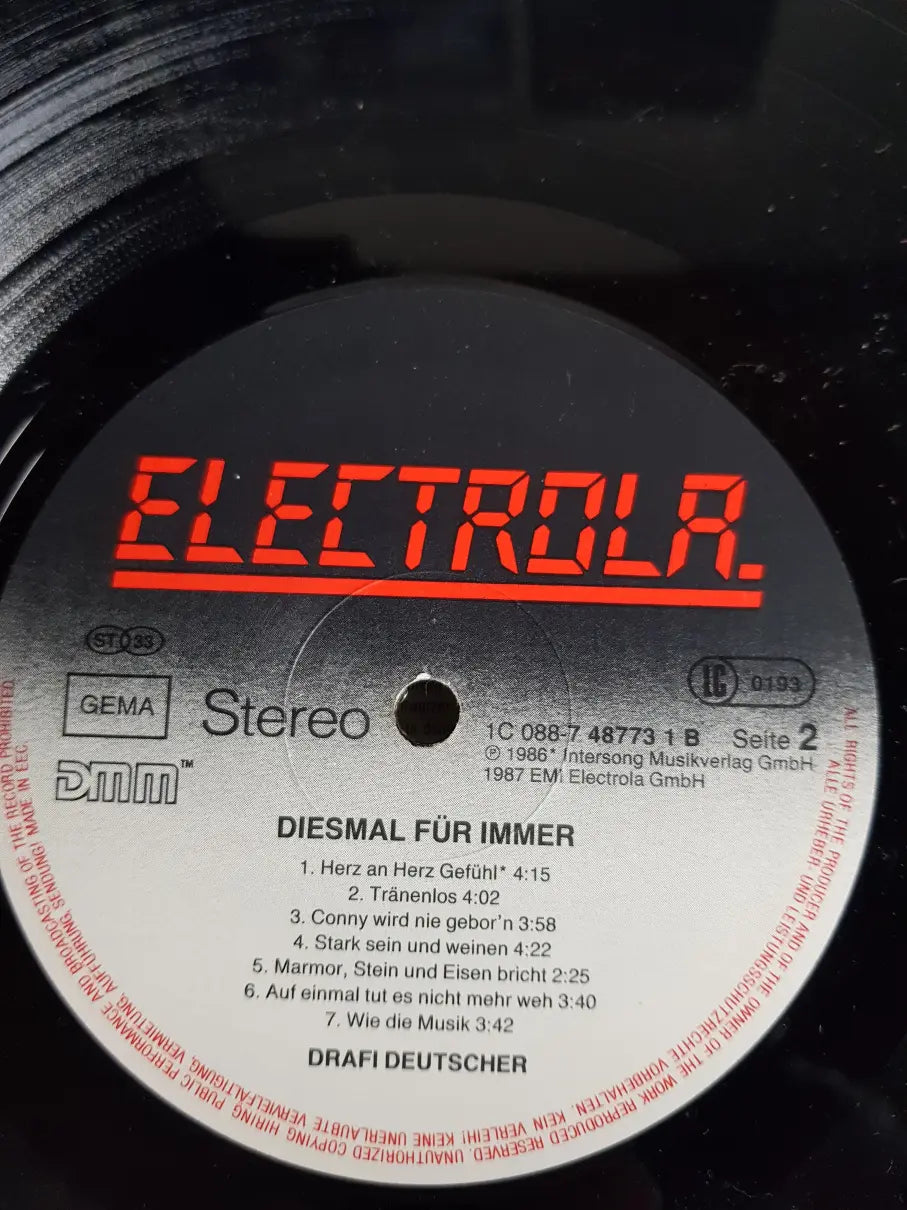 ELECTROLA.
ST 33
GEMA
Stereo
DMM™
LC 0193
1C 088-7 48773 1 B Seite 2
℗ 1986* Intersong Musikverlag GmbH
1987 EMI Electrola GmbH
DIESMAL FÜR IMMER
1. Herz an Herz Gefühl* 4:15
2. Tränenlos 4:02
3. Conny wird nie gebor'n 3:58
4. Stark sein und weinen 4:22
5. Marmor, Stein und Eisen bricht 2:25
6. Auf einmal tut es nicht mehr weh 3:40
7. Wie die Musik 3:42
DRAFI DEUTSCHER
ALL RIGHTS OF THE PRODUCER AND OF THE OWNER OF THE WORK REPRODUCED RESERVED. UNAUTHORIZED COPYING HIRING PUBLIC PERFORMANCE AND BROADCASTING OF THE RECORD PROHIBITED.
ALLE URHEBER- UND LEISTUNGSSCHUTZRECHTE VORBEHALTEN. KEIN VERLEIH! KEINE UNERLAUBTE VERVIELFÄLTIGUNG, VERMIETUNG, AUFFÜHRUNG, SENDUNG! MADE IN EEC